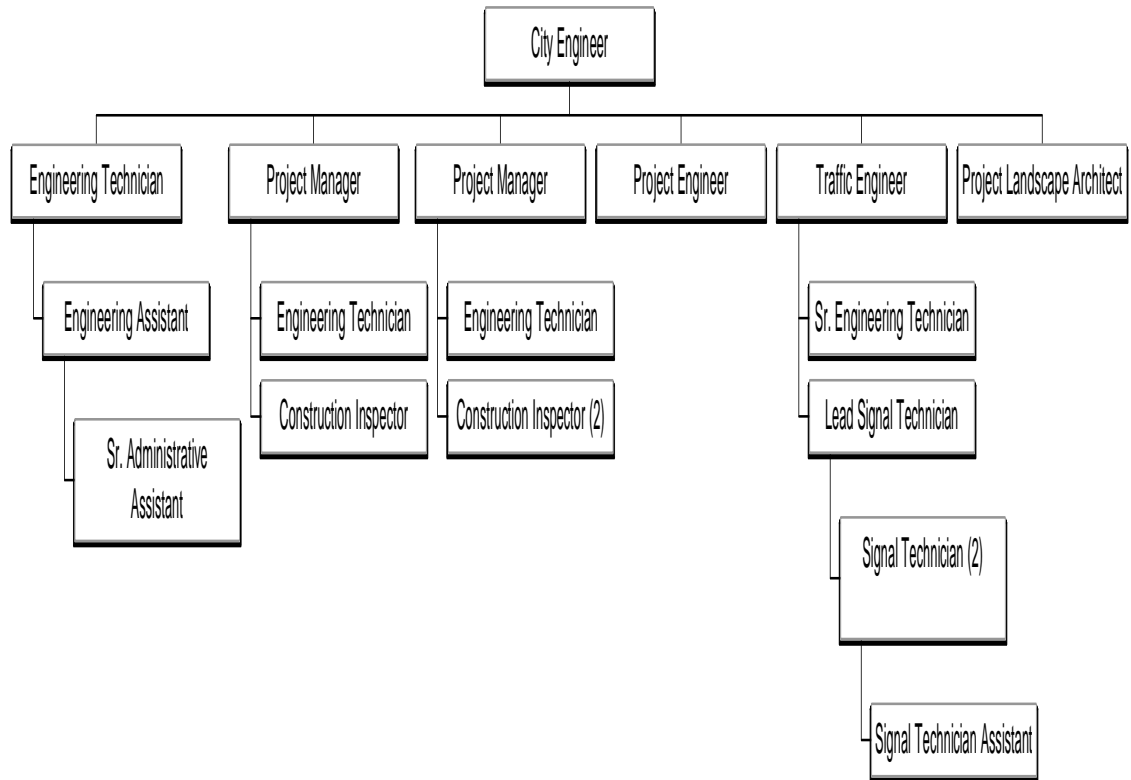 City Engineer
Engineering Technician
Project Manager
Project Manager
Project Engineer
Traffic Engineer
Project Landscape Architect
Engineering Assistant
Engineering Technician
Engineering Technician
Sr. Engineering Technician
Construction Inspector
Construction Inspector (2)
Lead Signal Technician
Sr. Administrative
Assistant
Signal Technician (2)
Signal Technician Assistant